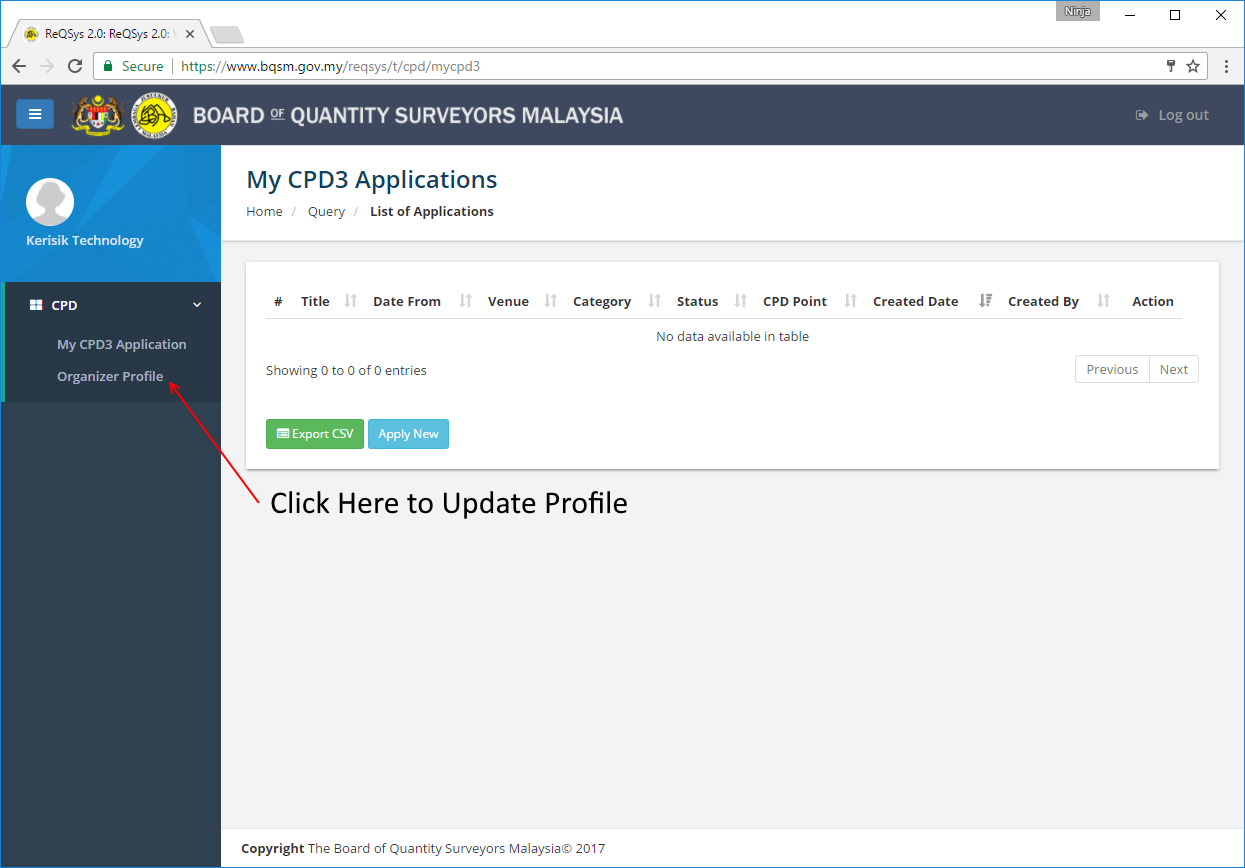 Ninja
ReQSys 2.0: ReQSys 2.0:
Secure https://www.bqsm.gov.my/reqsys/t/cpd/mycpd3
BOARD OF QUANTITY SURVEYORS MALAYSIA
Log out
Kerisik Technology
CPD
My CPD3 Application
Organizer Profile
My CPD3 Applications
Home / Query / List of Applications
# Title Date From Venue Category Status CPD Point Created Date Created By Action
No data available in table
Showing 0 to 0 of 0 entries
Previous Next
Export CSV Apply New
Click Here to Update Profile
Copyright The Board of Quantity Surveyors Malaysia© 2017